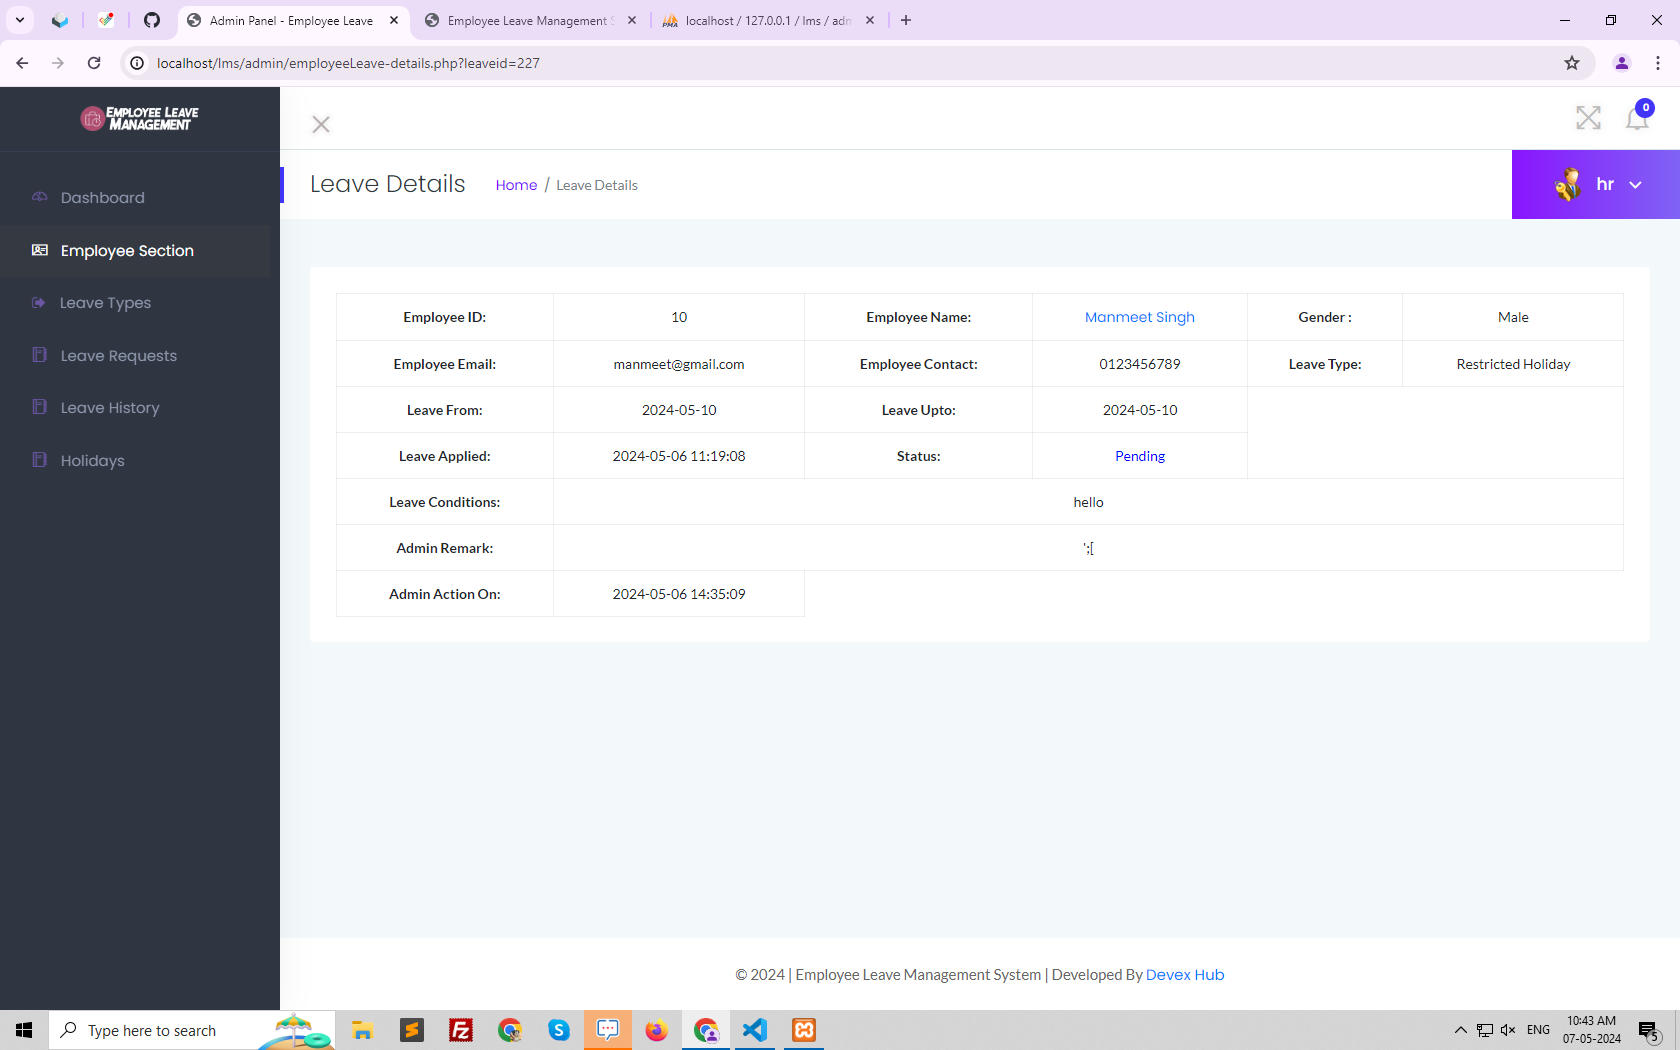 Admin Panel - Employee Leave
Employee Leave Management
localhost / 127.0.0.1 / lms / adm
localhost/lms/admin/employeeLeave-details.php?leaveid=227
Employee Leave
Management
0
Leave Details
Home / Leave Details
hr
Dashboard
Employee Section
Leave Types
Leave Requests
Leave History
Holidays
Employee ID: 10 Employee Name: Manmeet Singh Gender : Male
Employee Email: manmeet@gmail.com Employee Contact: 0123456789 Leave Type: Restricted Holiday
Leave From: 2024-05-10 Leave Upto: 2024-05-10
Leave Applied: 2024-05-06 11:19:08 Status: Pending
Leave Conditions: hello
Admin Remark: ';[
Admin Action On: 2024-05-06 14:35:09
© 2024 | Employee Leave Management System | Developed By Devex Hub
Type here to search
ENG
10:43 AM
07-05-2024
5